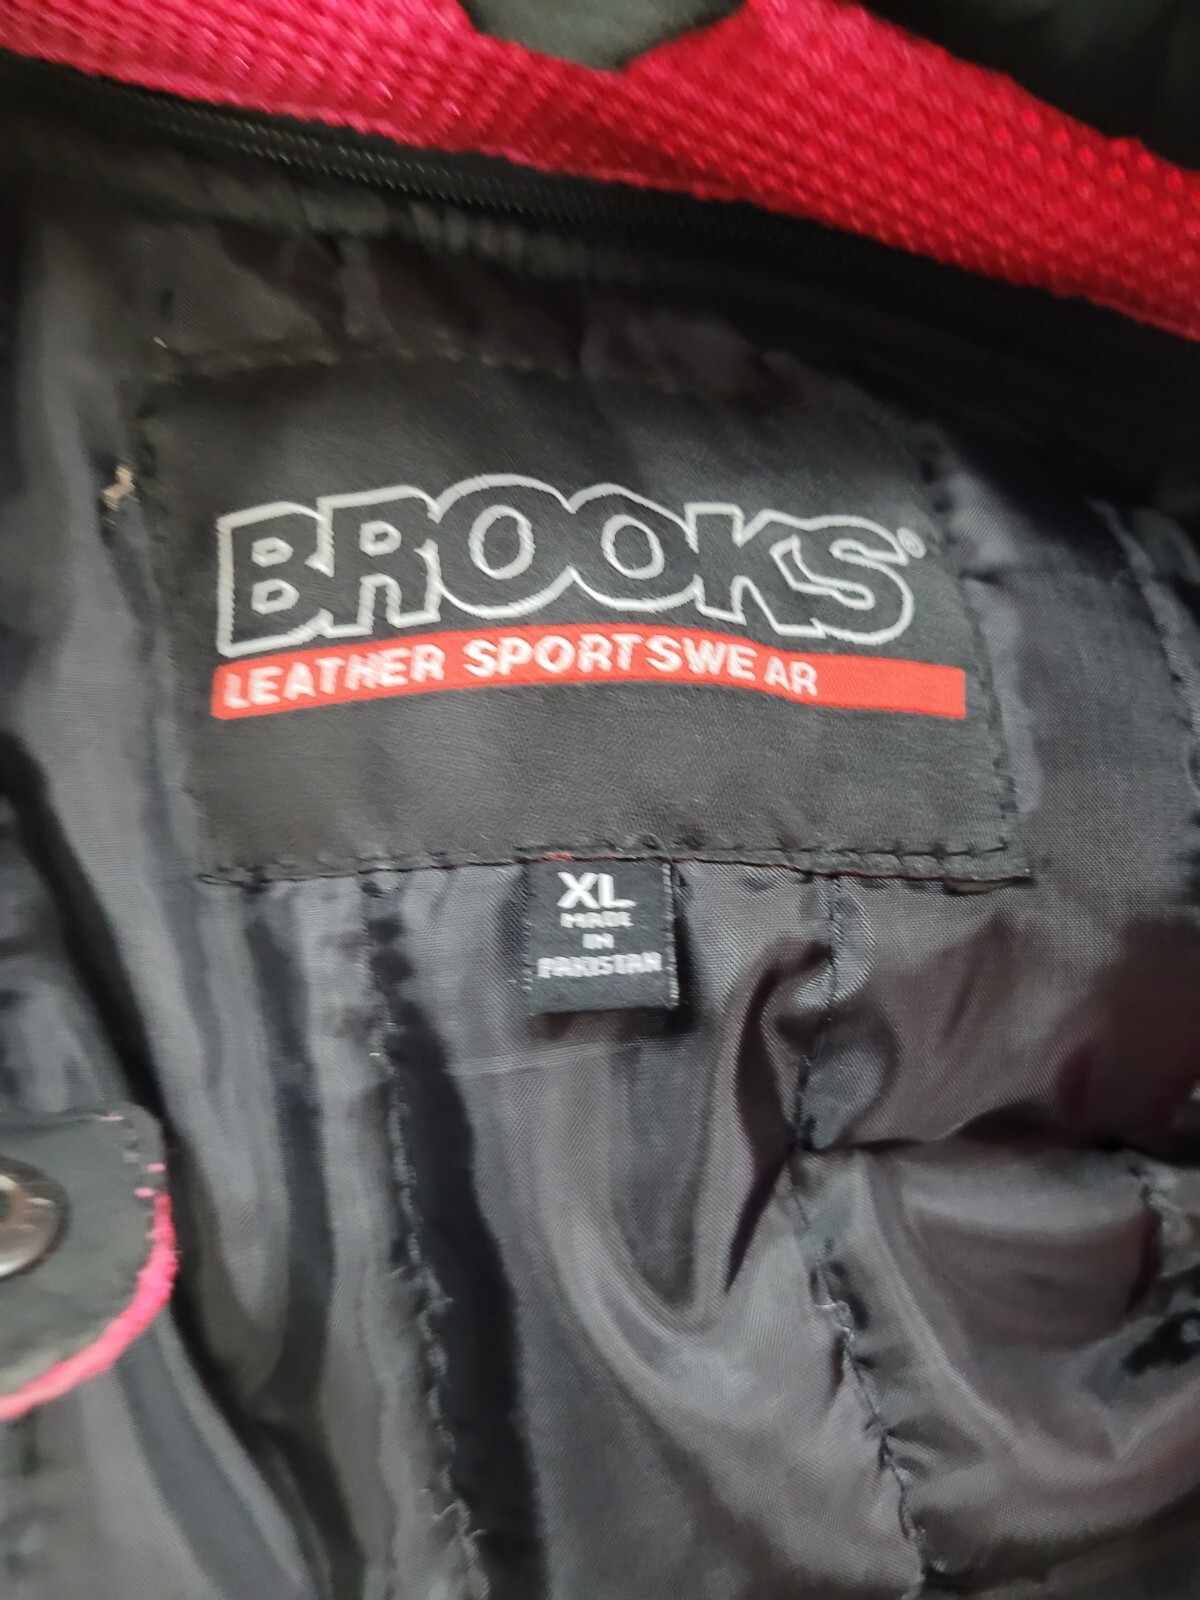 BROOKS®
LEATHER SPORTSWEAR
XL
MADE
IN
PAKISTAN